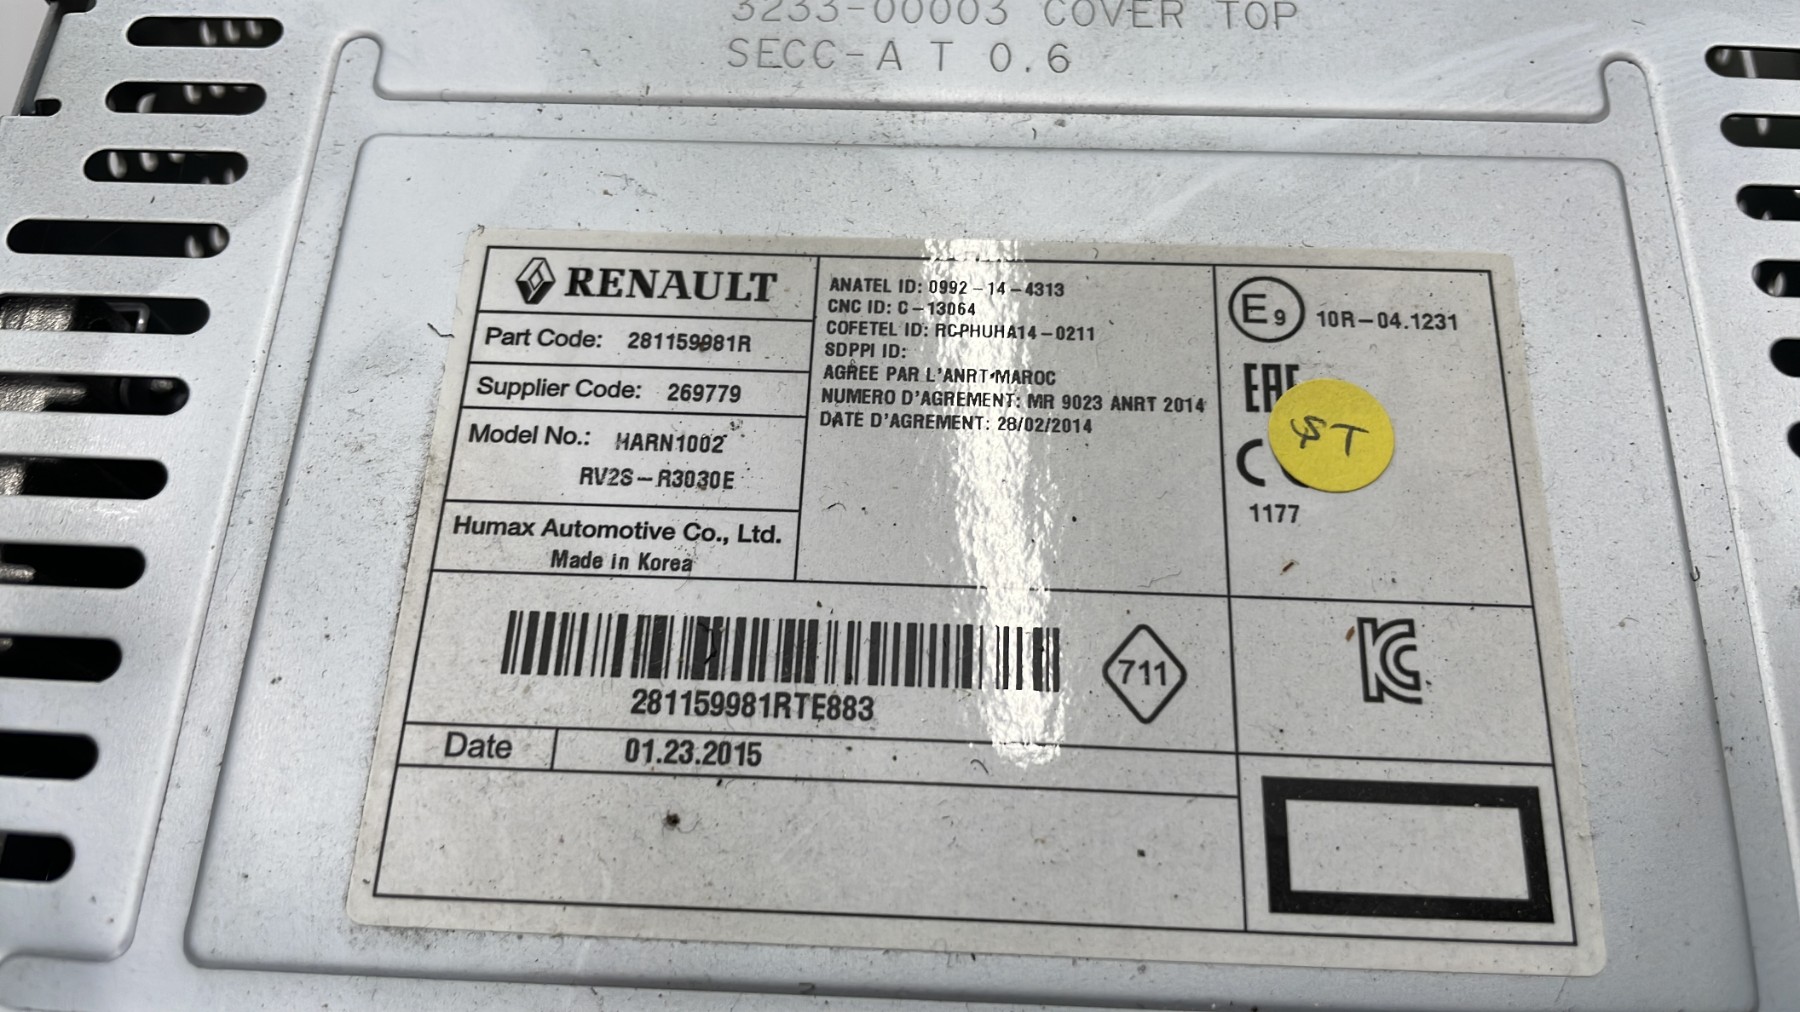 3233-00003 COVER TOP
SECC-A T 0.6
RENAULT
Part Code: 281159981R
Supplier Code: 269779
Model No.: HARN1002
RV2S-R3030E
Humax Automotive Co., Ltd.
Made in Korea
ANATEL ID: 0992-14-4313
CNC ID: C-13064
COFETEL ID: RCPHUHA14-0211
SDPPI ID:
AGREE PAR L'ANRT MAROC
NUMERO D'AGREMENT: MR 9023 ANRT 2014
DATE D'AGREMENT: 28/02/2014
E9 10R-04.1231
EAC
ST
1177
281159981RTE883
711
KC
Date 01.23.2015